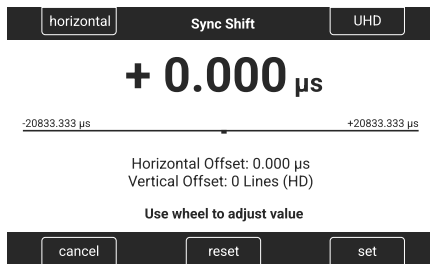 horizontal
Sync Shift
UHD
+ 0.000 µs
-20833.333 µs
+20833.333 µs
Horizontal Offset: 0.000 µs
Vertical Offset: 0 Lines (HD)
Use wheel to adjust value
cancel
reset
set